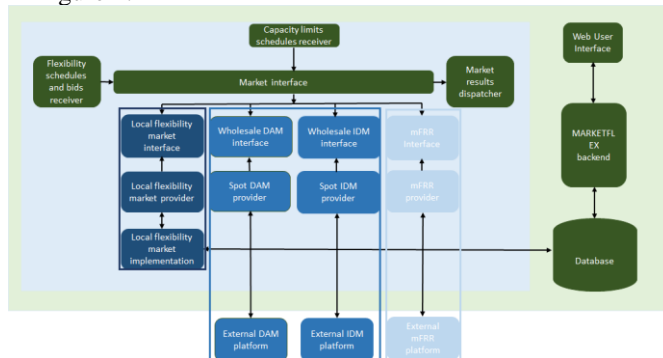 Capacity limits
schedules receiver
Web User
Interface
Flexibility
schedules
and bids
receiver
Market interface
Market
results
dispatcher
Local flexibility
market
interface
Wholesale DAM
interface
Wholesale IDM
interface
mFRR
Interface
MARKETFL
EX
backend
Local flexibility
market provider
Spot DAM
provider
Spot IDM
provider
mFRR
provider
Local flexibility
market
implementation
Database
External DAM
platform
External IDM
platform
External
mFRR
platform